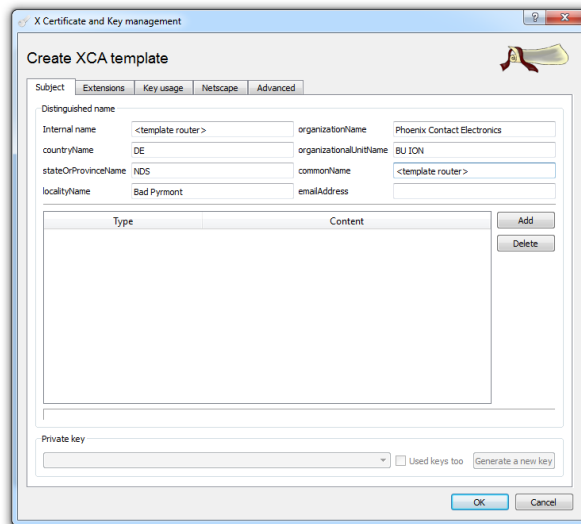 X Certificate and Key management
Create XCA template
Subject Extensions Key usage Netscape Advanced
Distinguished name
Internal name <template router> organizationName Phoenix Contact Electronics
countryName DE organizationalUnitName BU ION
stateOrProvinceName NDS commonName <template router>
localityName Bad Pyrmont emailAddress
Type Content Add
Delete
Private key
Used keys too Generate a new key
OK Cancel